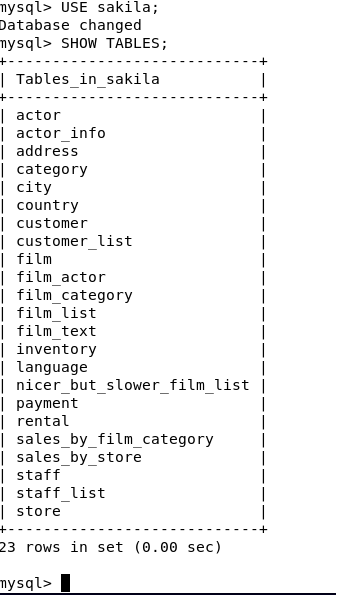 mysql> USE sakila;
Database changed
mysql> SHOW TABLES;
+----------------------------+
| Tables_in_sakila           |
+----------------------------+
| actor                      |
| actor_info                 |
| address                    |
| category                   |
| city                       |
| country                    |
| customer                   |
| customer_list              |
| film                       |
| film_actor                 |
| film_category              |
| film_list                  |
| film_text                  |
| inventory                  |
| language                   |
| nicer_but_slower_film_list |
| payment                    |
| rental                     |
| sales_by_film_category     |
| sales_by_store             |
| staff                      |
| staff_list                 |
| store                      |
+----------------------------+
23 rows in set (0.00 sec)
mysql>